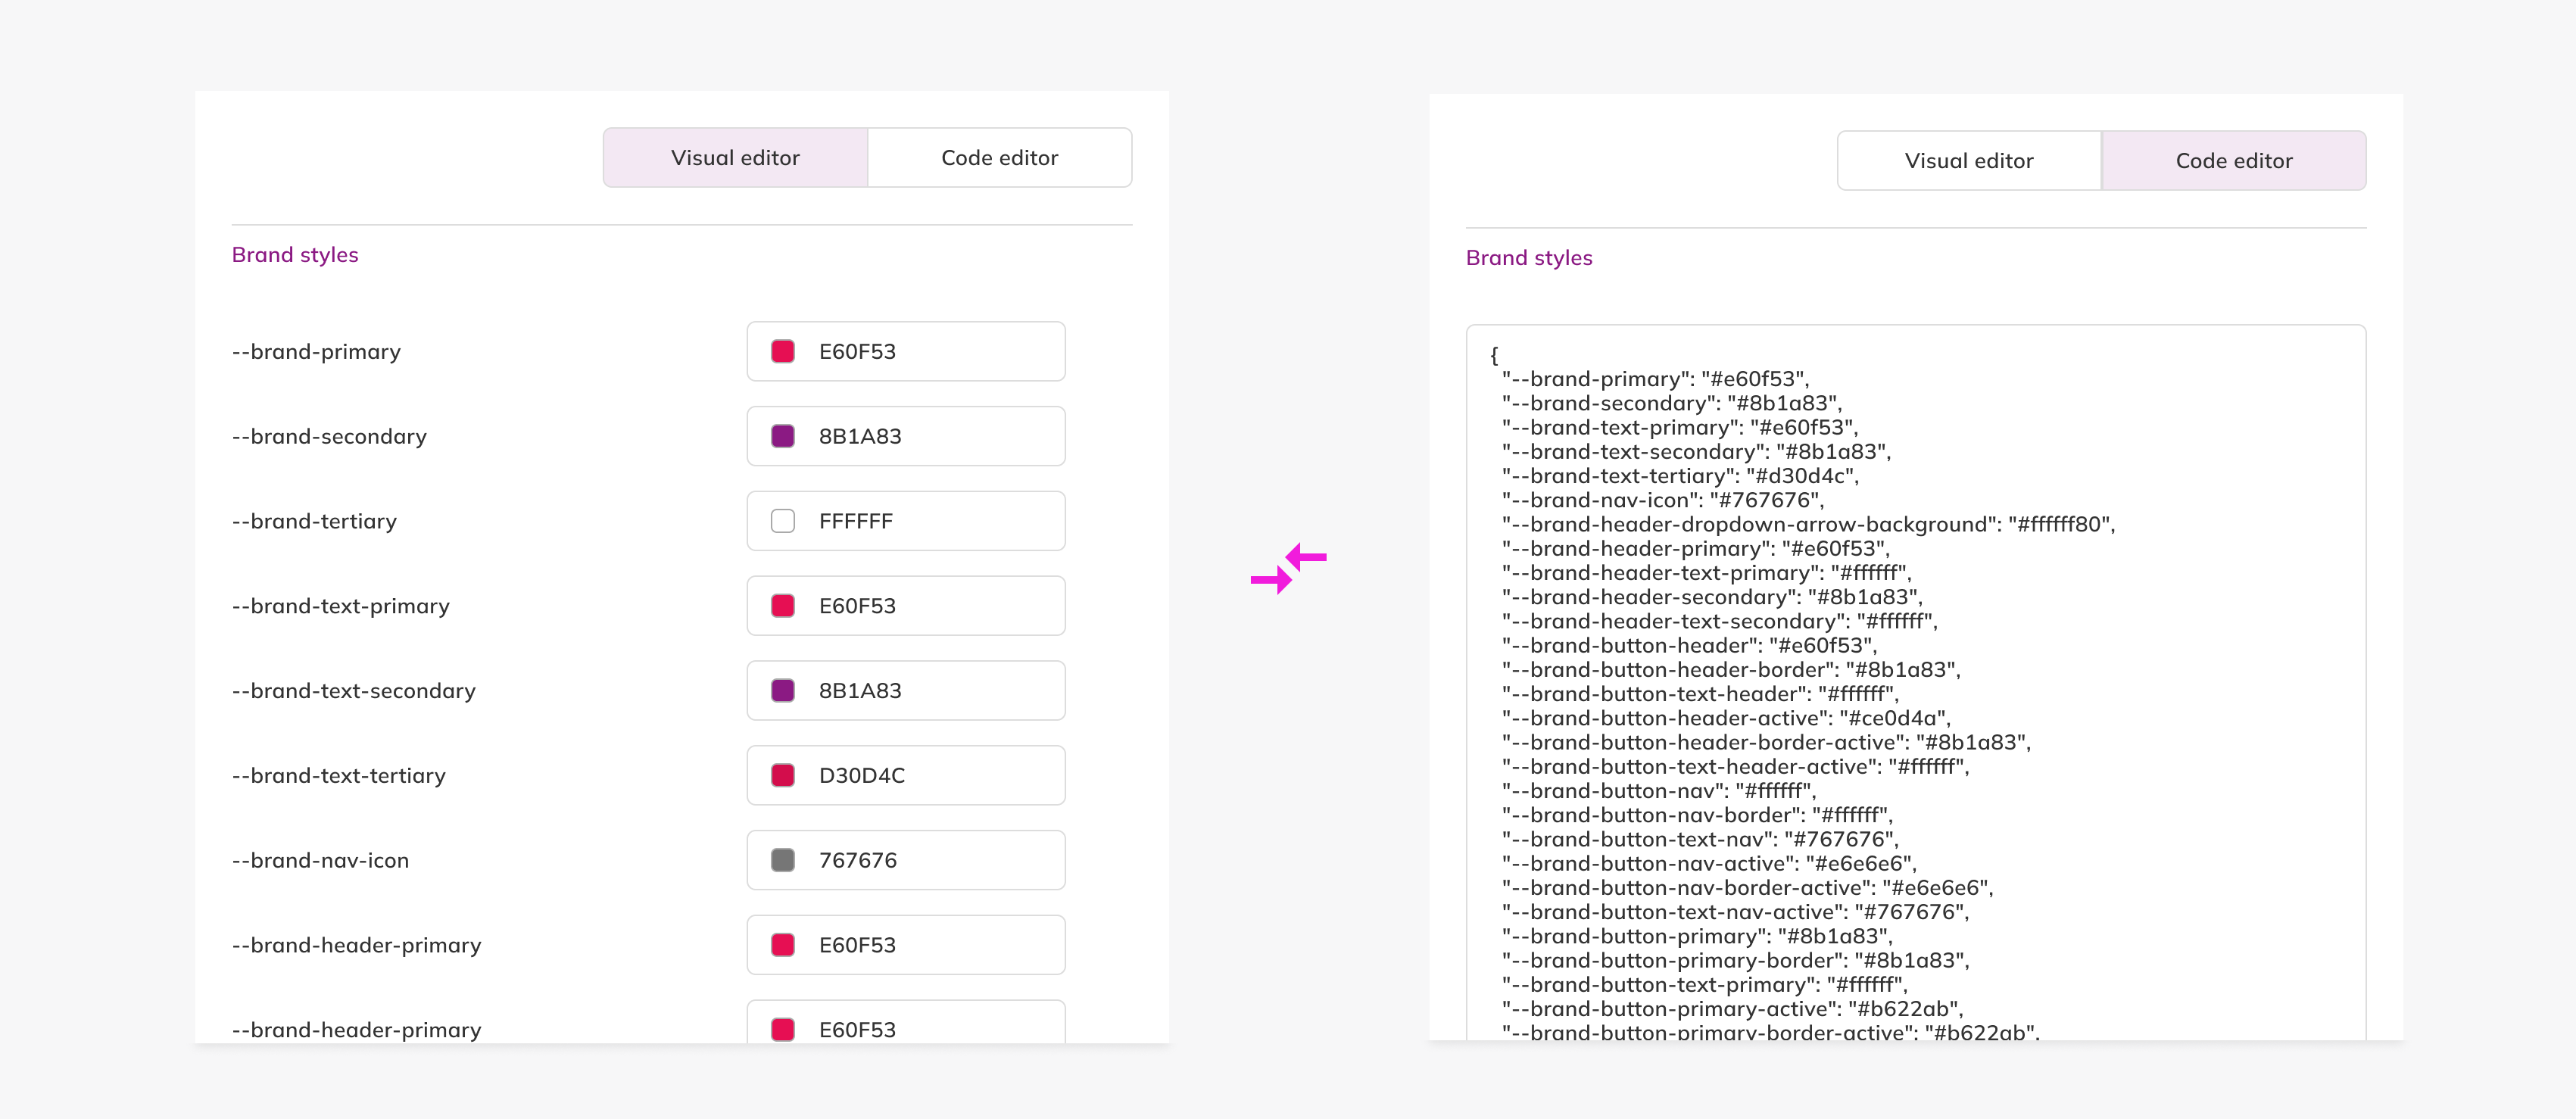 Visual editor
Code editor
Brand styles
--brand-primary
E60F53
--brand-secondary
8B1A83
--brand-tertiary
FFFFFF
--brand-text-primary
E60F53
--brand-text-secondary
8B1A83
--brand-text-tertiary
D30D4C
--brand-nav-icon
767676
--brand-header-primary
E60F53
--brand-header-primary
E60F53
Visual editor
Code editor
Brand styles
{
"--brand-primary": "#e60f53",
"--brand-secondary": "#8b1a83",
"--brand-text-primary": "#e60f53",
"--brand-text-secondary": "#8b1a83",
"--brand-text-tertiary": "#d30d4c",
"--brand-nav-icon": "#767676",
"--brand-header-dropdown-arrow-background": "#ffffff80",
"--brand-header-primary": "#e60f53",
"--brand-header-text-primary": "#ffffff",
"--brand-header-secondary": "#8b1a83",
"--brand-header-text-secondary": "#ffffff",
"--brand-button-header": "#e60f53",
"--brand-button-header-border": "#8b1a83",
"--brand-button-text-header": "#ffffff",
"--brand-button-header-active": "#ce0d4a",
"--brand-button-header-border-active": "#8b1a83",
"--brand-button-text-header-active": "#ffffff",
"--brand-button-nav": "#ffffff",
"--brand-button-nav-border": "#ffffff",
"--brand-button-text-nav": "#767676",
"--brand-button-nav-active": "#e6e6e6",
"--brand-button-nav-border-active": "#e6e6e6",
"--brand-button-text-nav-active": "#767676",
"--brand-button-primary": "#8b1a83",
"--brand-button-primary-border": "#8b1a83",
"--brand-button-text-primary": "#ffffff",
"--brand-button-primary-active": "#b622ab",
"--brand-button-primary-border-active": "#b622ab",